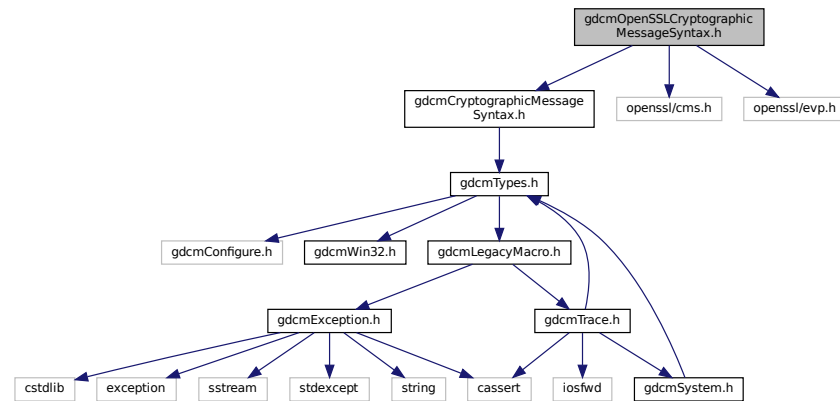 gdcmOpenSSLCryptographic
MessageSyntax.h
gdcmCryptographicMessage
Syntax.h
openssl/cms.h
openssl/evp.h
gdcmTypes.h
gdcmConfigure.h
gdcmWin32.h
gdcmLegacyMacro.h
gdcmException.h
gdcmTrace.h
cstdlib
exception
sstream
stdexcept
string
cassert
iosfwd
gdcmSystem.h